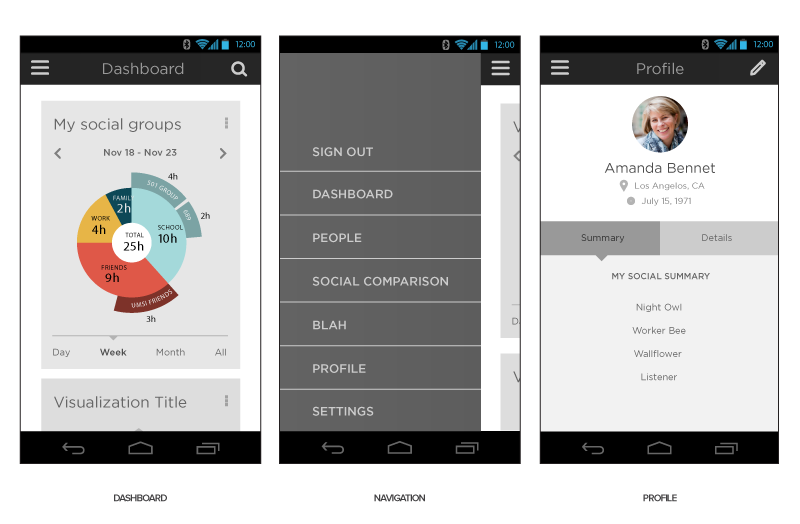 12:00
Dashboard
My social groups
Nov 18 - Nov 23
4h
501 GROUP
689
2h
FAMILY
2h
WORK
4h
SCHOOL
10h
TOTAL
25h
FRIENDS
9h
UMSI FRIENDS
3h
Day Week Month All
Visualization Title
DASHBOARD
12:00
SIGN OUT
DASHBOARD
PEOPLE
SOCIAL COMPARISON
BLAH
PROFILE
SETTINGS
V
D
V
NAVIGATION
12:00
Profile
Amanda Bennet
Los Angelos, CA
July 15, 1971
Summary Details
MY SOCIAL SUMMARY
Night Owl
Worker Bee
Wallflower
Listener
PROFILE